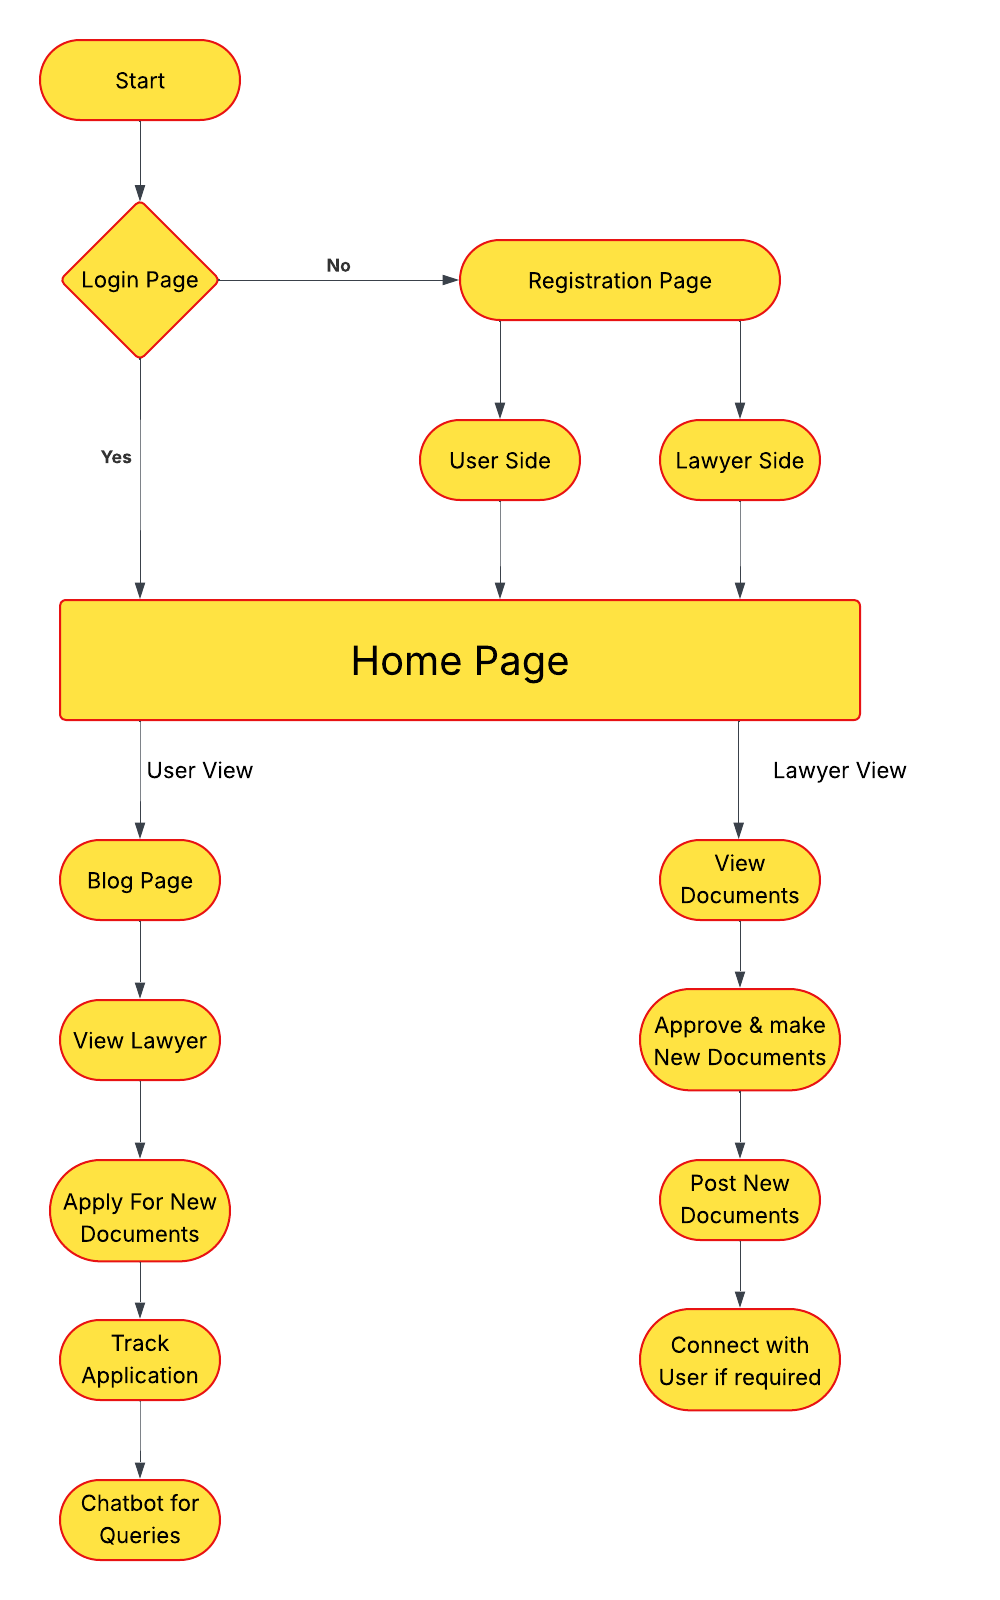 Start
Login Page
No
Registration Page
Yes
User Side
Lawyer Side
Home Page
User View
Lawyer View
Blog Page
View
Documents
View Lawyer
Approve & make
New Documents
Apply For New
Documents
Post New
Documents
Track
Application
Connect with
User if required
Chatbot for
Queries